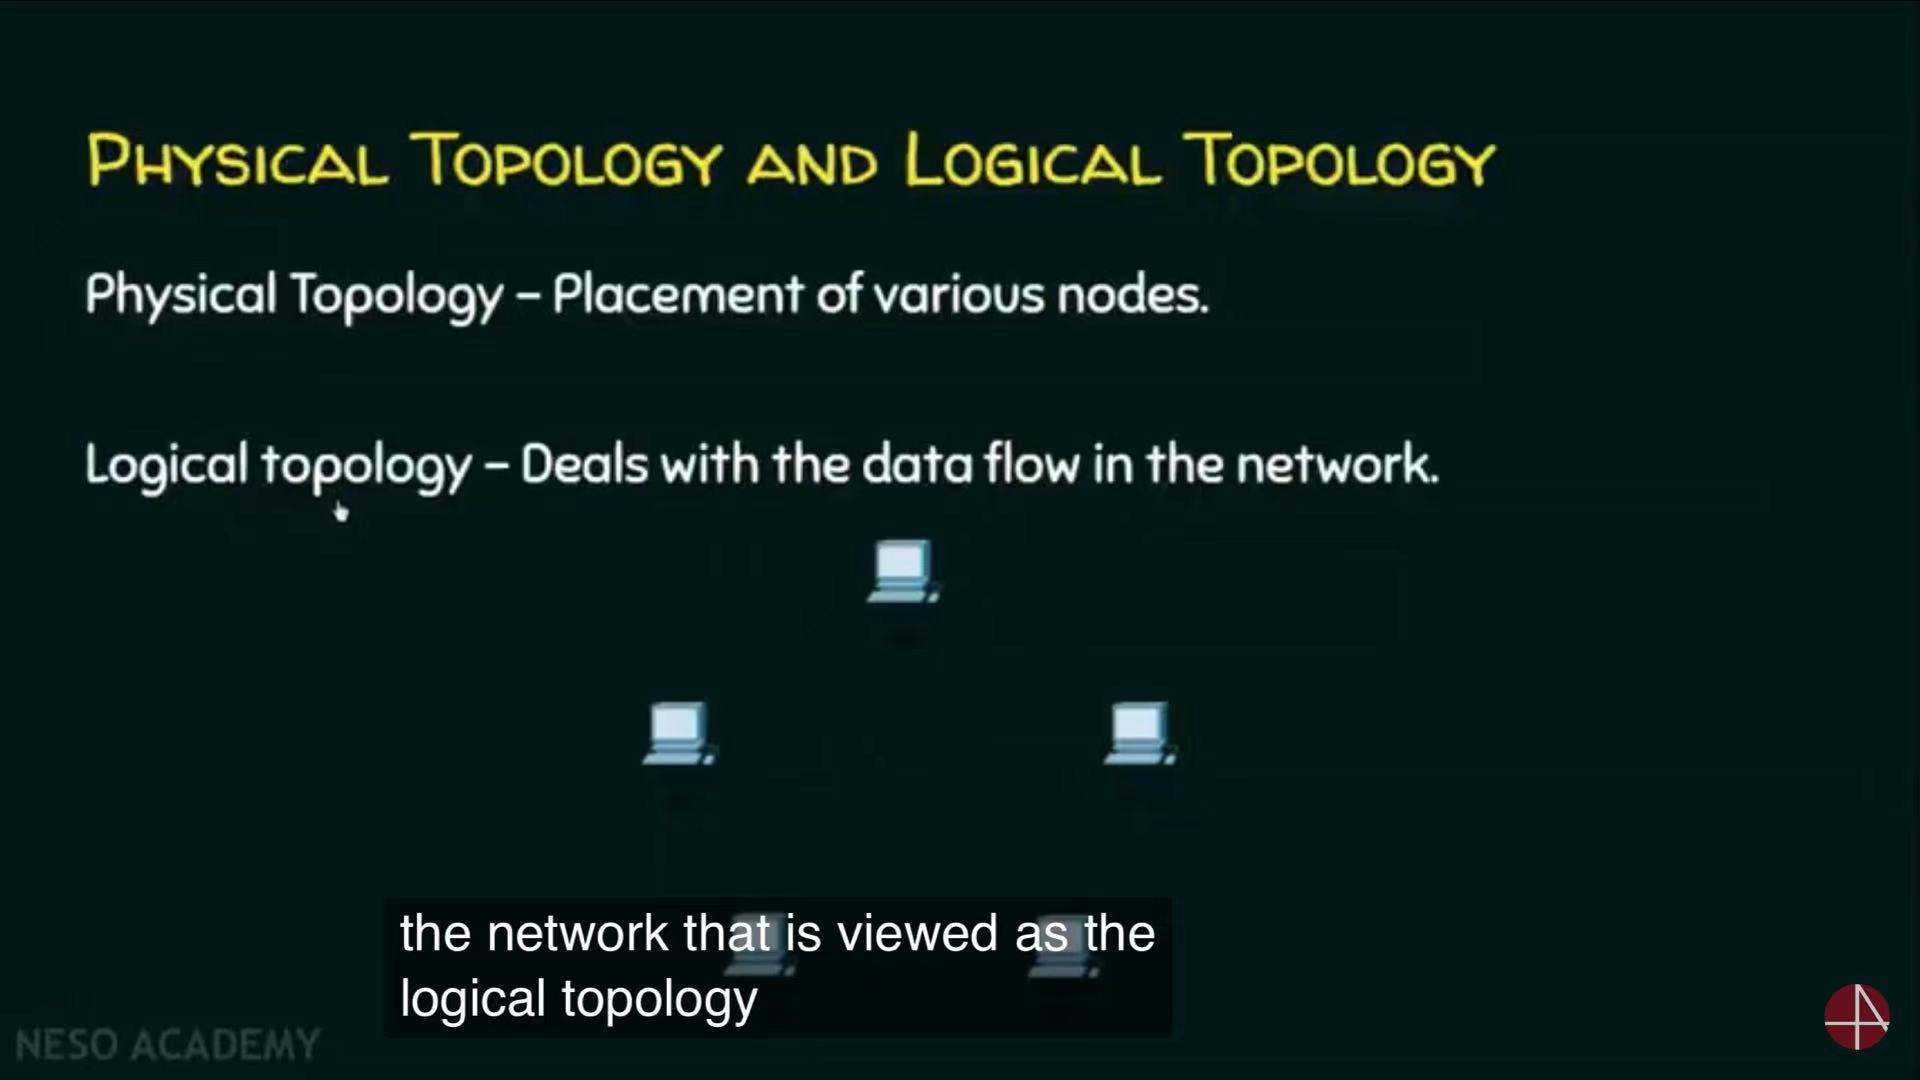 PHYSICAL TOPOLOGY AND LOGICAL TOPOLOGY
Physical Topology – Placement of various nodes.
Logical topology – Deals with the data flow in the network.
the network that is viewed as the
logical topology
NESO ACADEMY